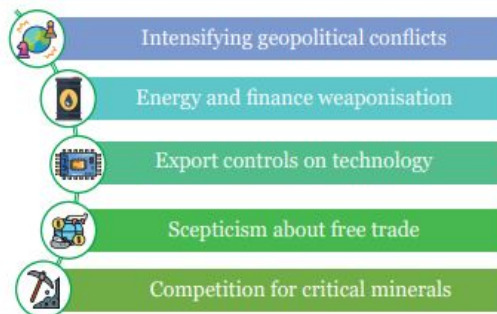 Intensifying geopolitical conflicts
Energy and finance weaponisation
Export controls on technology
Scepticism about free trade
Competition for critical minerals